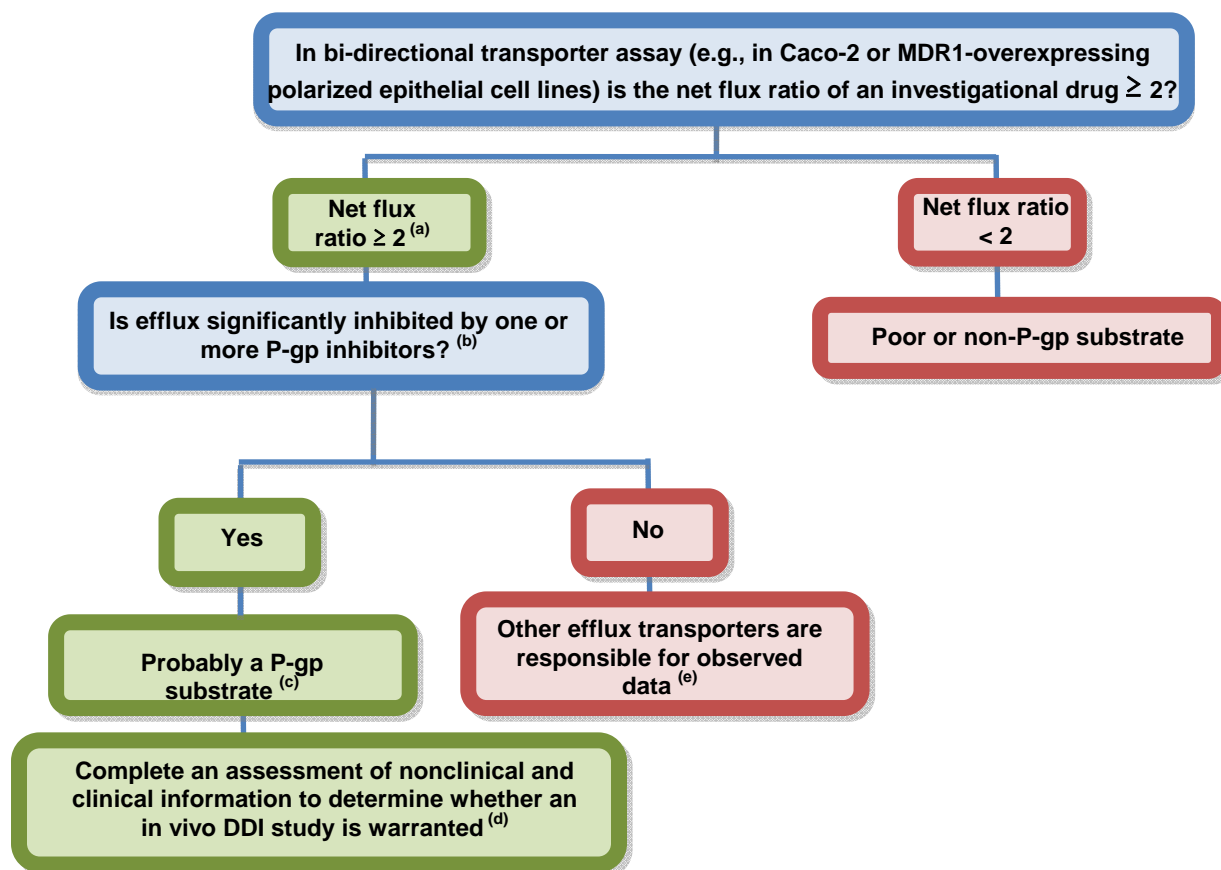 In bi-directional transporter assay (e.g., in Caco-2 or MDR1-overexpressing
polarized epithelial cell lines) is the net flux ratio of an investigational drug ≥ 2?
Net flux
ratio ≥ 2 (a)
Net flux ratio
< 2
Is efflux significantly inhibited by one or
more P-gp inhibitors? (b)
Poor or non-P-gp substrate
Yes
No
Probably a P-gp
substrate (c)
Other efflux transporters are
responsible for observed
data (e)
Complete an assessment of nonclinical and
clinical information to determine whether an
in vivo DDI study is warranted (d)